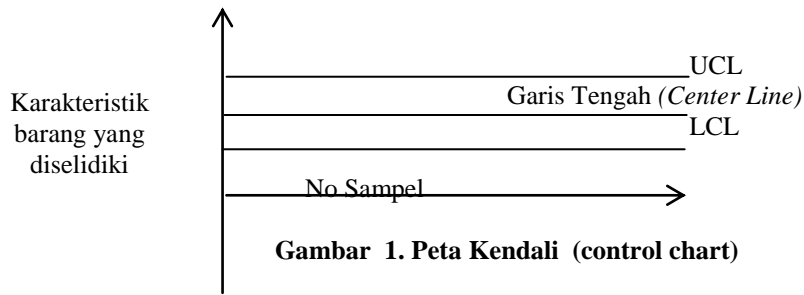 UCL
Garis Tengah (Center Line)
LCL
Karakteristik
barang yang
diselidiki
No Sampel
Gambar 1. Peta Kendali (control chart)